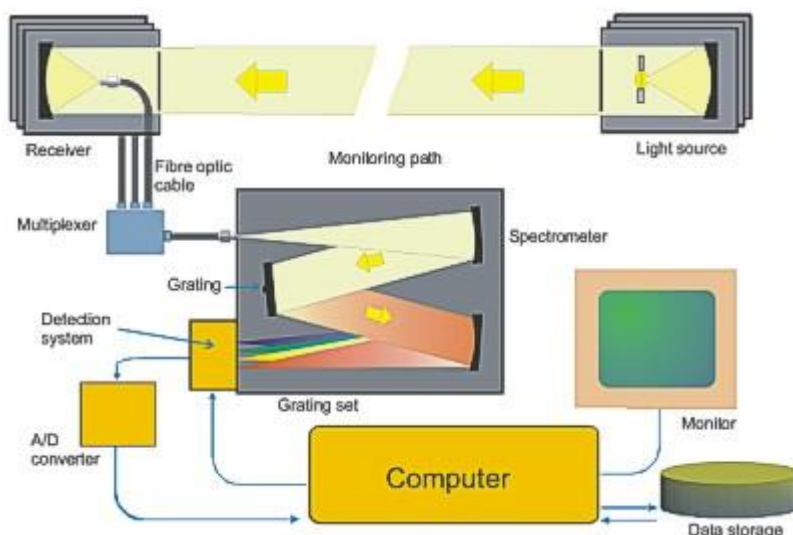 Receiver
Fibre optic
cable
Monitoring path
Light source
Multiplexer
Spectrometer
Grating
Detection
system
Grating set
A/D
converter
Computer
Monitor
Data storage